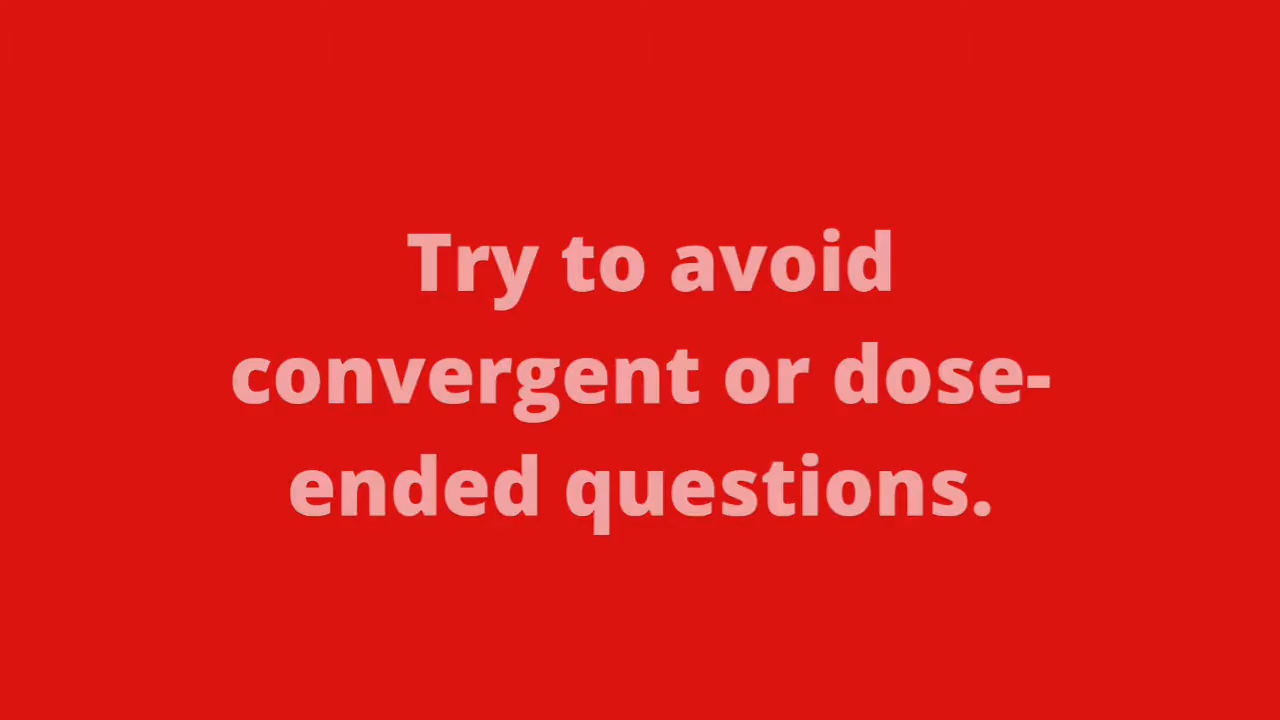 Try to avoid
convergent or dose-
ended questions.